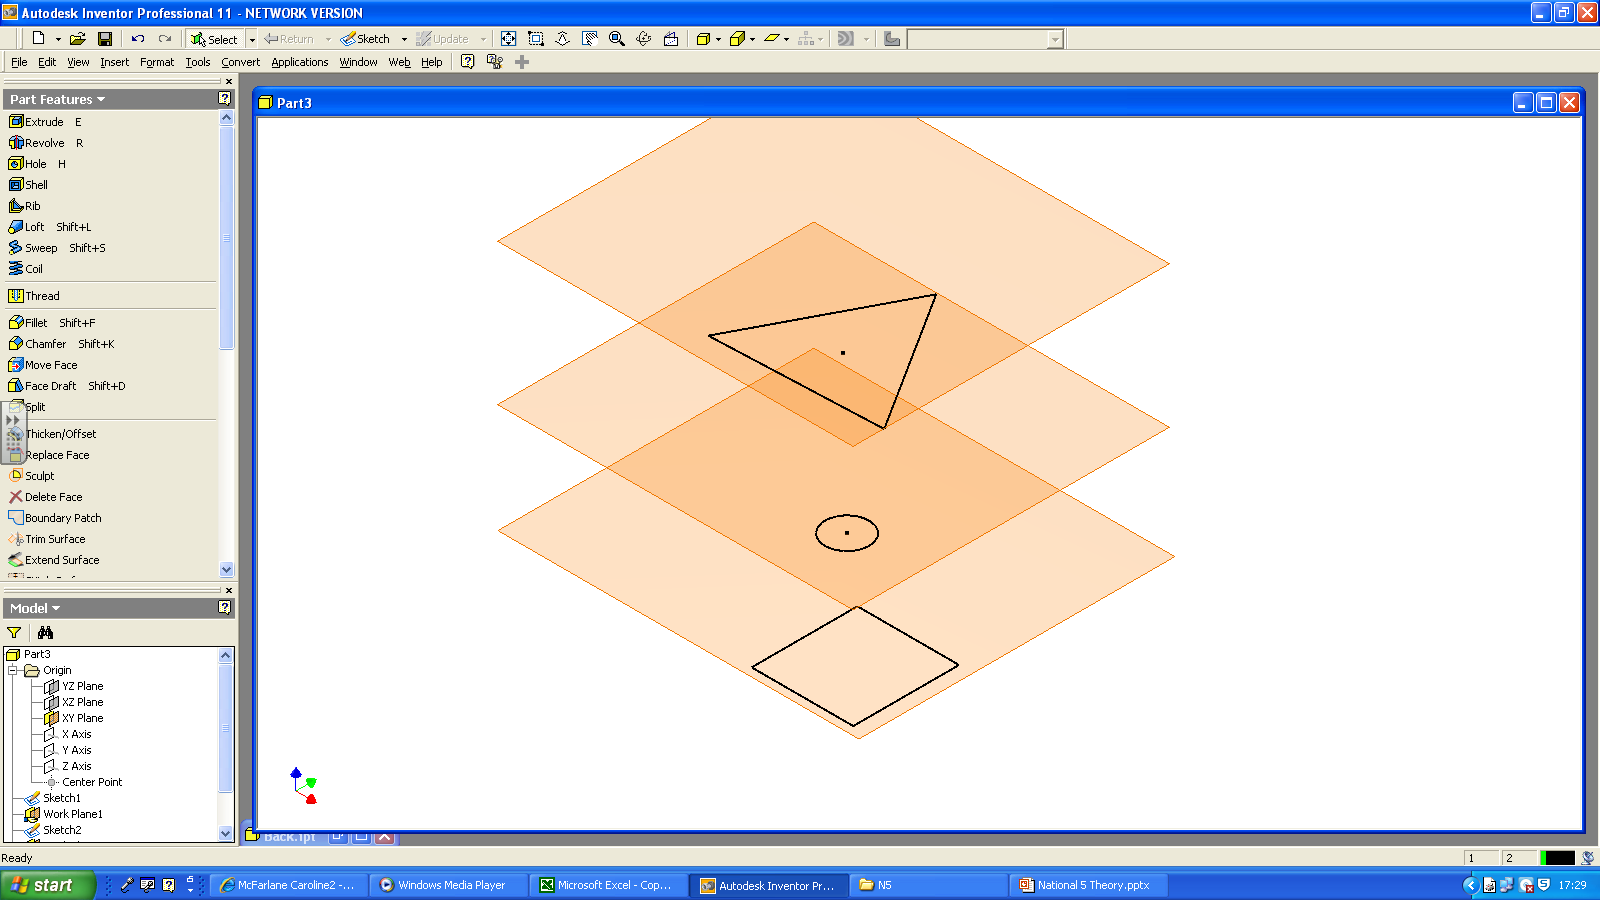 Autodesk Inventor Professional 11 - NETWORK VERSION
Select Return Sketch Update
File Edit View Insert Format Tools Convert Applications Window Web Help
Part Features
Extrude E
Revolve R
Hole H
Shell
Rib
Loft Shift+L
Sweep Shift+S
Coil
Thread
Fillet Shift+F
Chamfer Shift+K
Move Face
Face Draft Shift+D
Split
Thicken/Offset
Replace Face
Sculpt
Delete Face
Boundary Patch
Trim Surface
Extend Surface
Model
Part3
Origin
YZ Plane
XZ Plane
XY Plane
X Axis
Y Axis
Z Axis
Center Point
Sketch1
Work Plane1
Sketch2
Part3
Back.ipt
Ready
1 2
start
McFarlane Caroline2 -...
Windows Media Player
Microsoft Excel - Cop...
Autodesk Inventor Pr...
N5
National 5 Theory.pptx
17:29